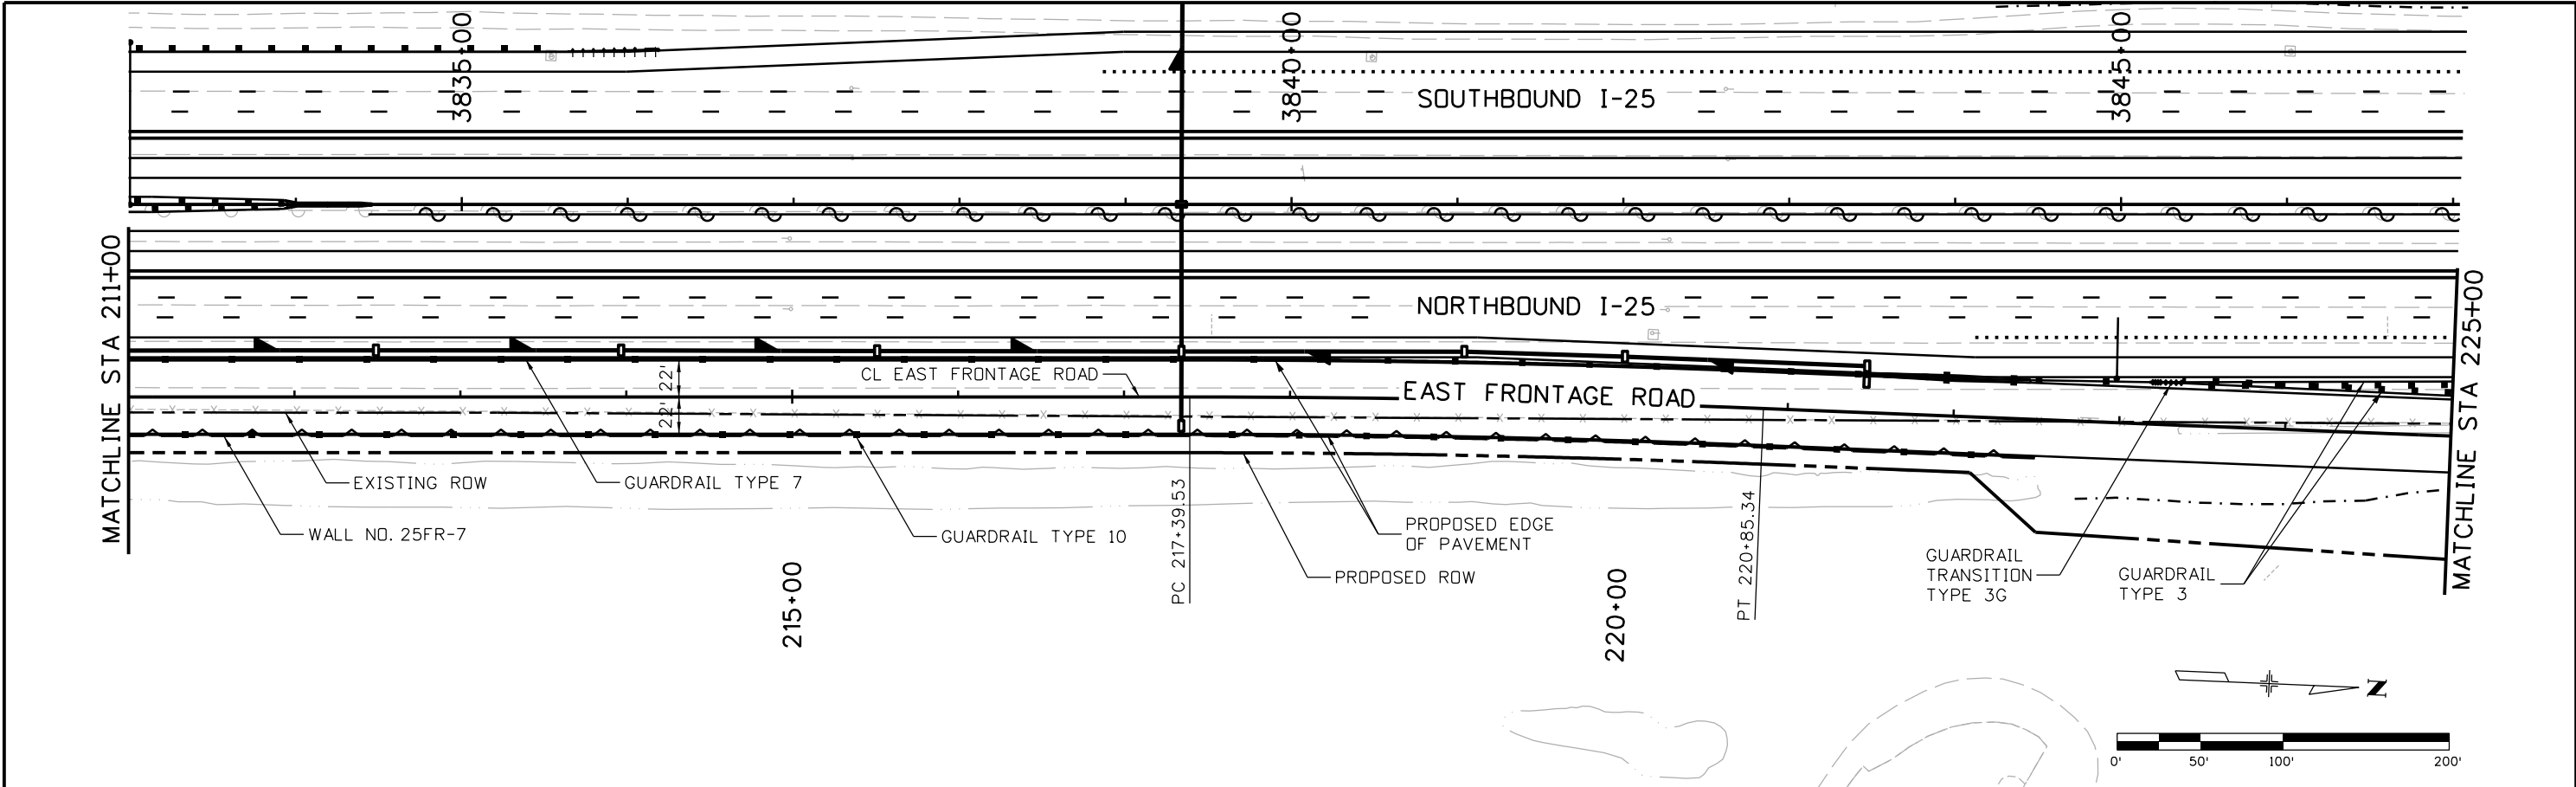 3835+00
3840+00
3845+00
SOUTHBOUND I-25
MATCHLINE STA 211+00
NORTHBOUND I-25
MATCHLINE STA 225+00
22'
22'
CL EAST FRONTAGE ROAD
EAST FRONTAGE ROAD
EXISTING ROW
GUARDRAIL TYPE 7
WALL NO. 25FR-7
GUARDRAIL TYPE 10
PC 217+39.53
PROPOSED EDGE
OF PAVEMENT
PROPOSED ROW
PT 220+85.34
GUARDRAIL
TRANSITION
TYPE 3G
GUARDRAIL
TYPE 3
215+00
220+00
N
0'
50'
100'
200'